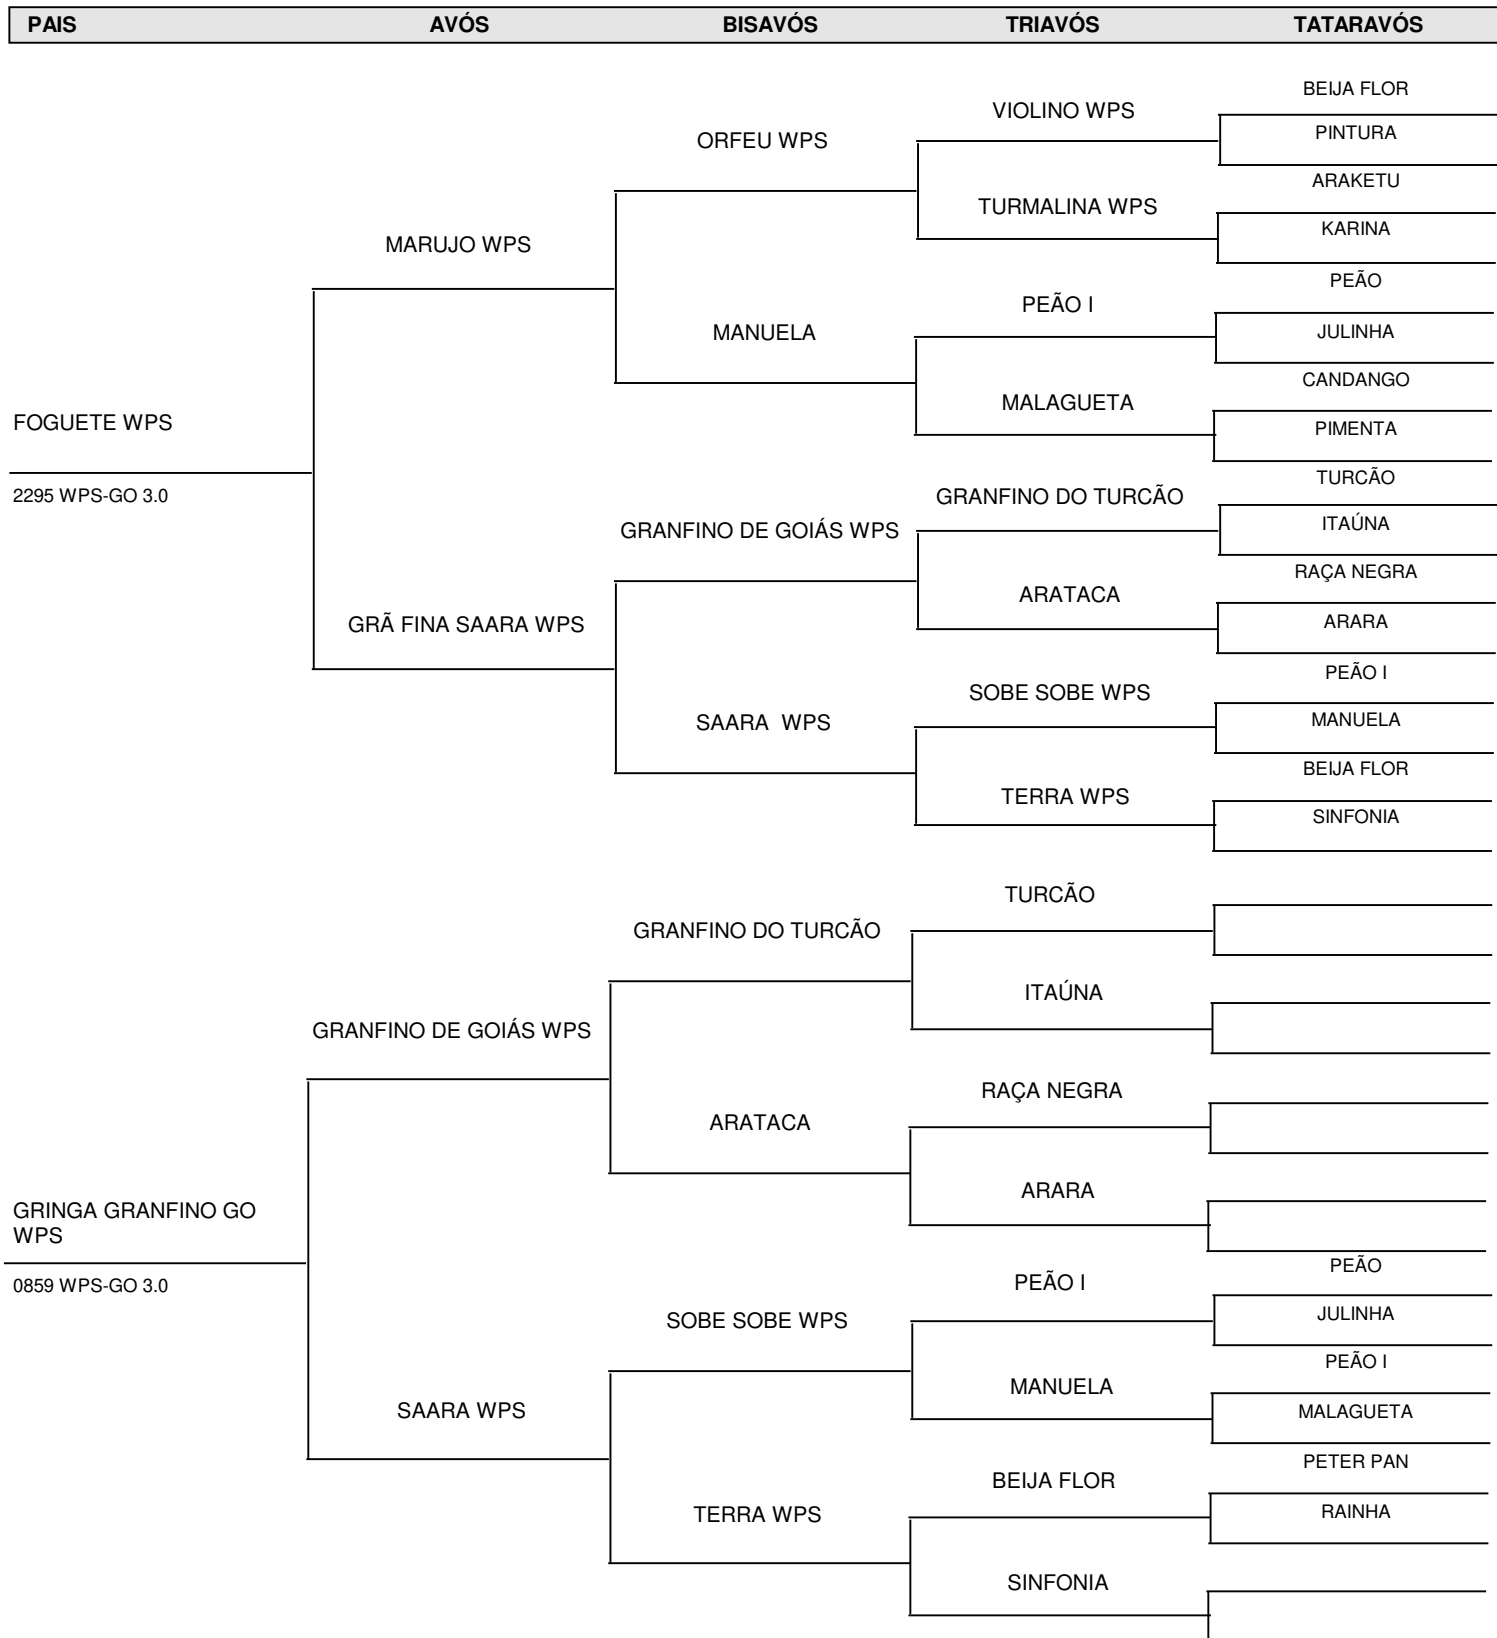 PAIS AVÓS BISAVÓS TRIAVÓS TATARAVÓS
BEIJA FLOR
VIOLINO WPS
PINTURA
ORFEU WPS
ARAKETU
TURMALINA WPS
KARINA
MARUJO WPS
PEÃO
PEÃO I
JULINHA
MANUELA
CANDANGO
MALAGUETA
PIMENTA
FOGUETE WPS
TURCÃO
2295 WPS-GO 3.0
GRANFINO DO TURCÃO
ITAÚNA
GRANFINO DE GOIÁS WPS
RAÇA NEGRA
ARATACA
ARARA
GRÃ FINA SAARA WPS
PEÃO I
SOBE SOBE WPS
MANUELA
SAARA  WPS
BEIJA FLOR
TERRA WPS
SINFONIA
TURCÃO
GRANFINO DO TURCÃO
ITAÚNA
GRANFINO DE GOIÁS WPS
RAÇA NEGRA
ARATACA
ARARA
GRINGA GRANFINO GO
WPS
0859 WPS-GO 3.0
PEÃO
PEÃO I
JULINHA
SOBE SOBE WPS
PEÃO I
MANUELA
MALAGUETA
SAARA WPS
PETER PAN
BEIJA FLOR
RAINHA
TERRA WPS
SINFONIA